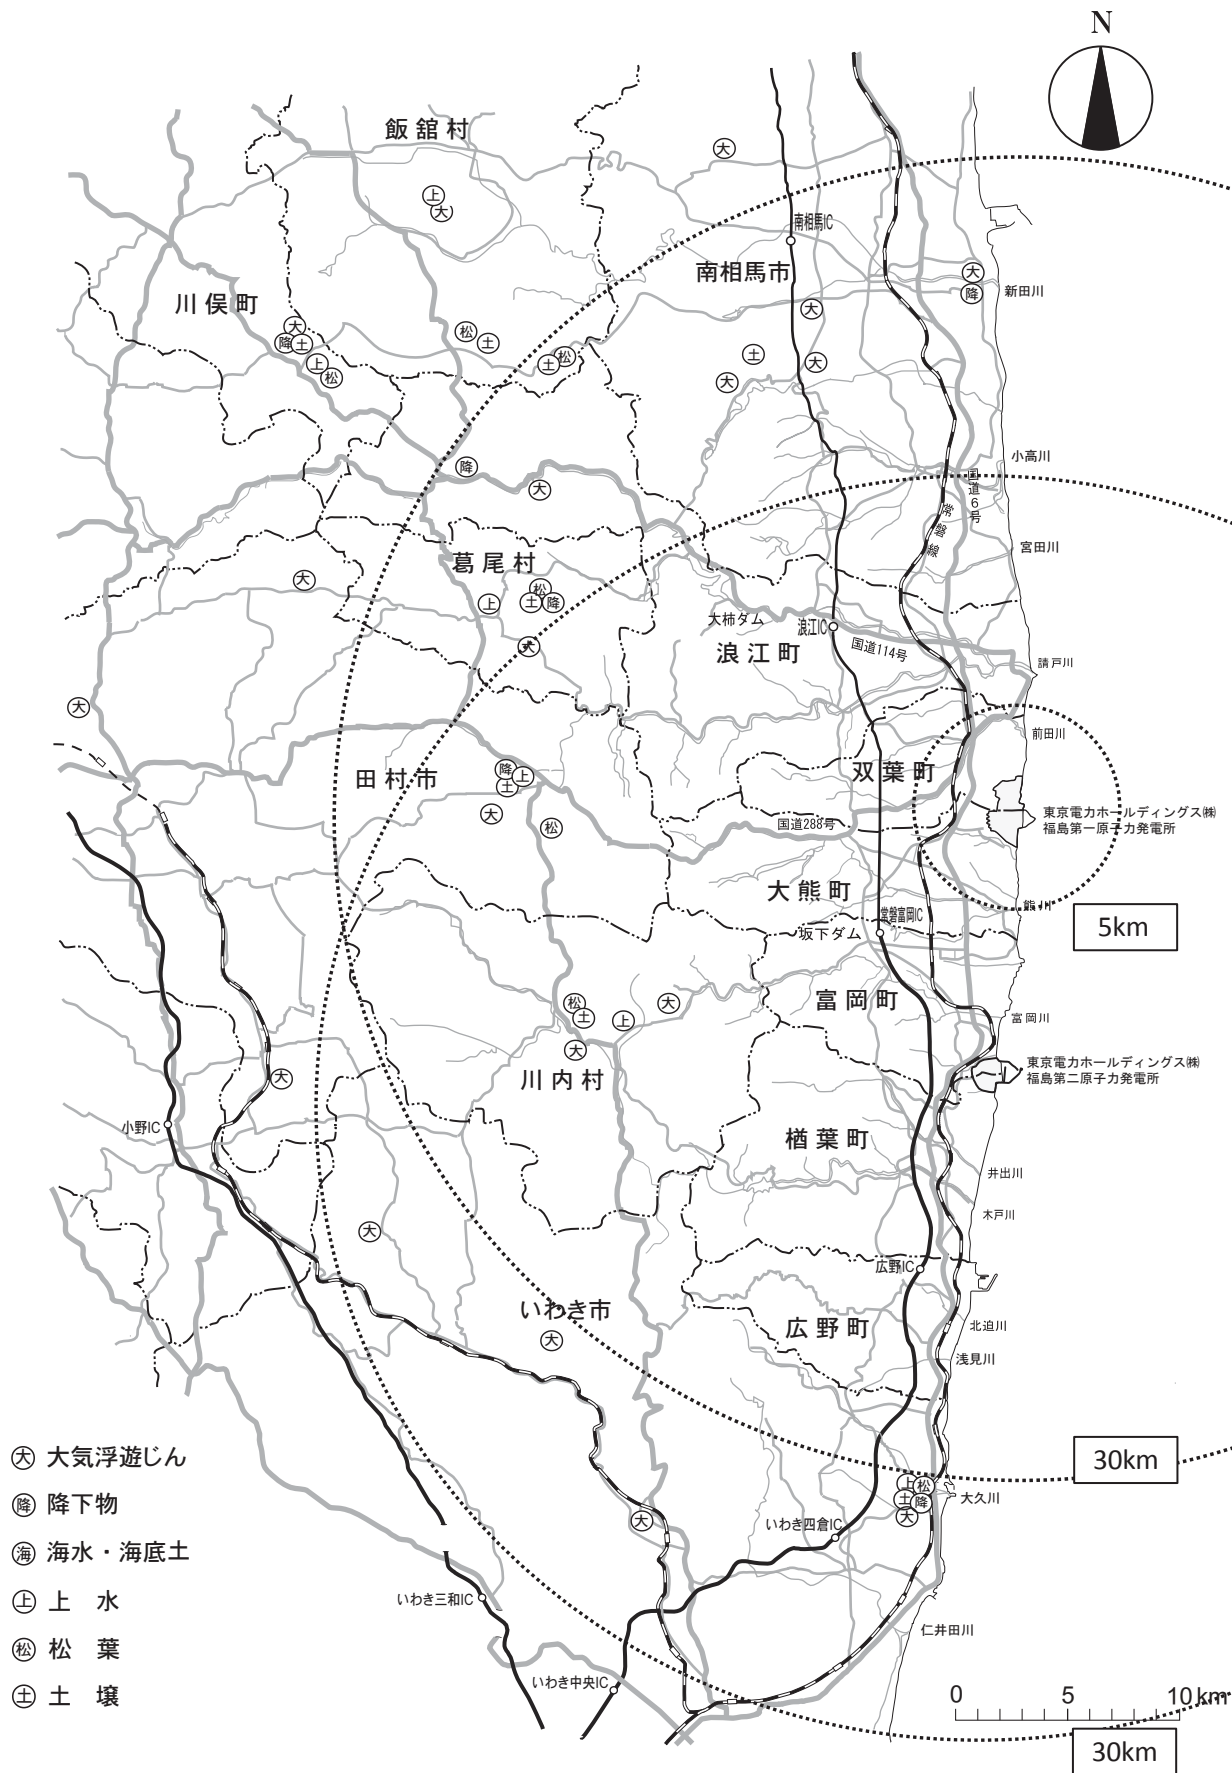 N
飯舘村
大
上
大
南相馬IC
南相馬市
川俣町
大
降
新田川
大
大
降
土
上
松
松
土
松
土
土
大
大
小高川
降
大
国道6号
常磐線
宮田川
葛尾村
大
松
上
土
降
大
大柿ダム
浪江IC
浪江町
国道114号
請戸川
大
前田川
双葉町
田村市
降
上
土
大
松
国道288号
東京電力ホールディングス㈱
福島第一原子力発電所
大熊町
熊川
常磐富岡IC
坂下ダム
5km
富岡町
松
土
上
大
大
富岡川
川内村
東京電力ホールディングス㈱
福島第二原子力発電所
大
小野IC
楢葉町
井出川
木戸川
大
広野IC
いわき市
大
広野町
北迫川
浅見川
30km
上
松
土
降
大
大久川
大
いわき四倉IC
いわき三和IC
仁井田川
いわき中央IC
大 大気浮遊じん
降 降下物
海 海水・海底土
上 上 水
松 松 葉
土 土 壌
0 5 10 km
30km